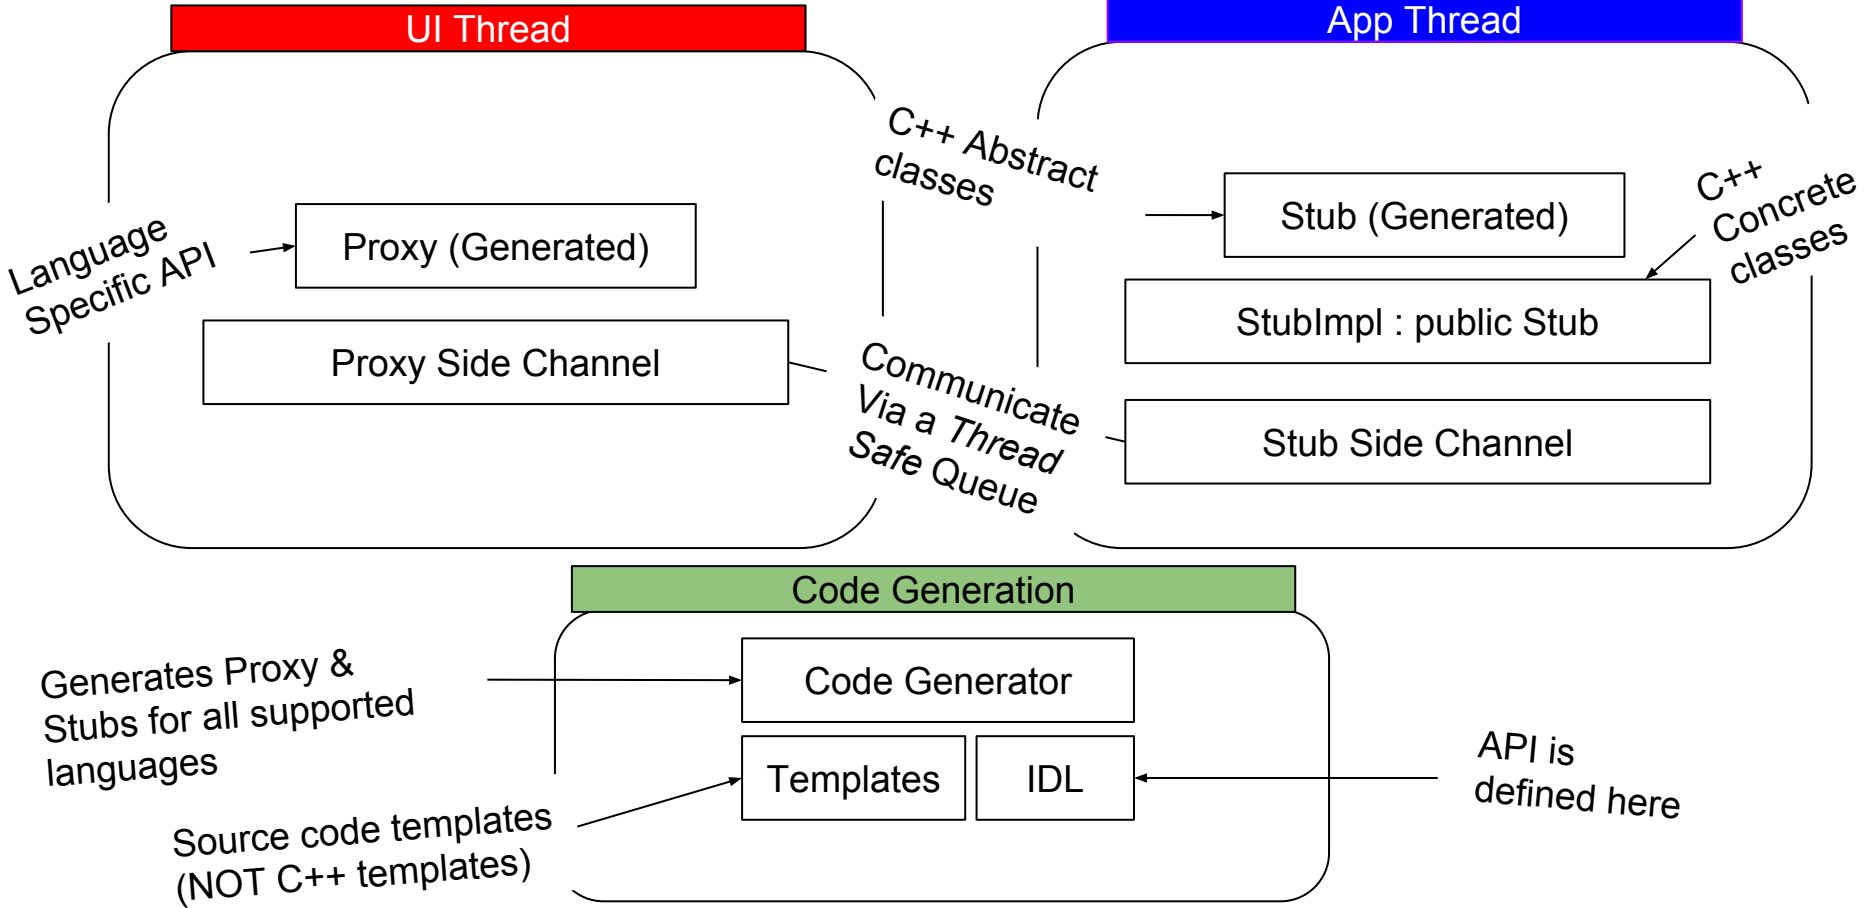 UI Thread
App Thread
C++ Abstract
classes
C++
Concrete
classes
Language
Specific API
Proxy (Generated)
Stub (Generated)
StubImpl : public Stub
Proxy Side Channel
Communicate
Via a Thread
Safe Queue
Stub Side Channel
Code Generation
Generates Proxy &
Stubs for all supported
languages
Code Generator
Templates
IDL
API is
defined here
Source code templates
(NOT C++ templates)